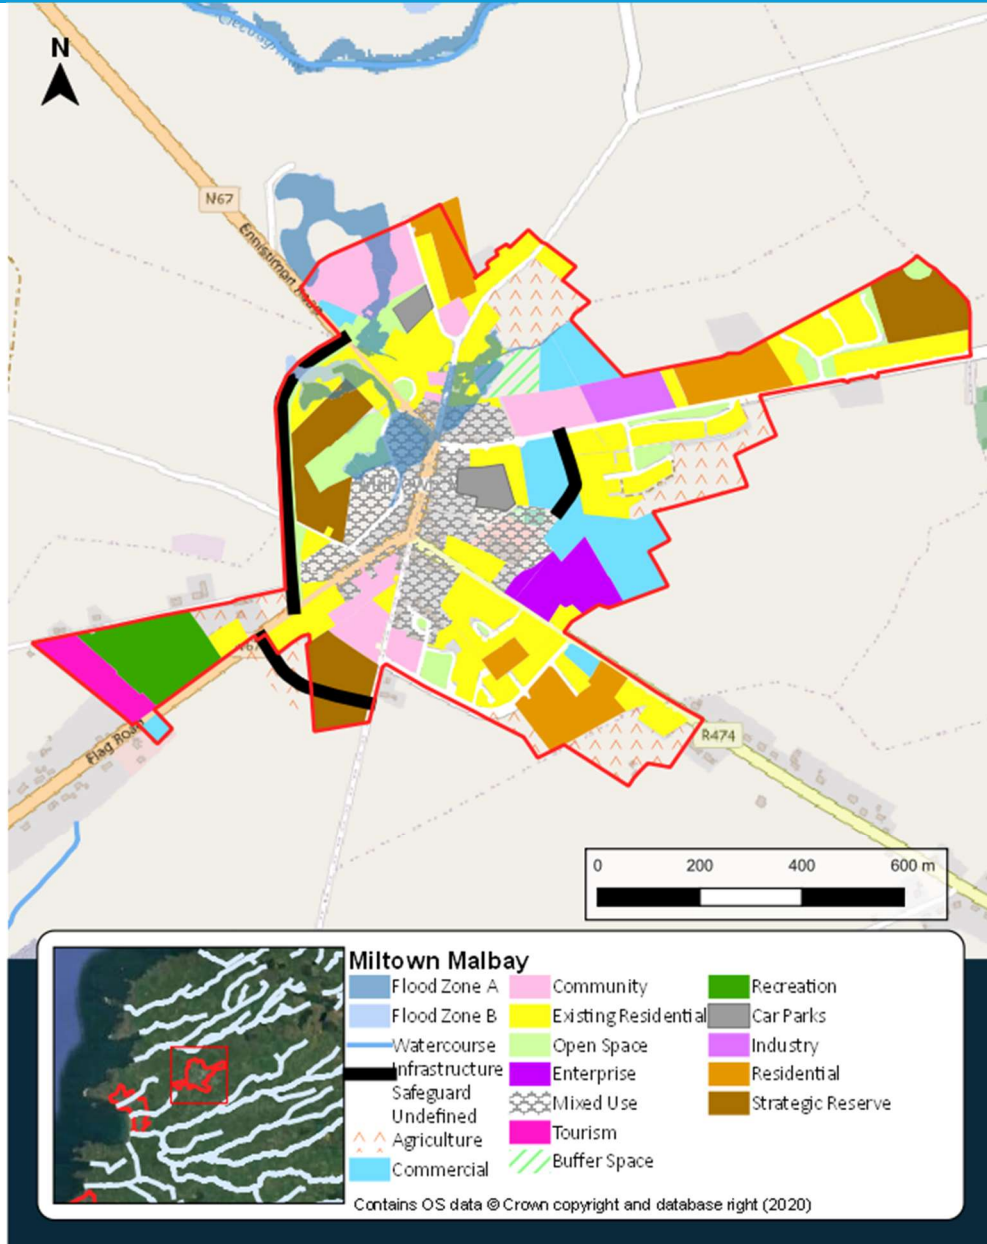 N
N67
Ennistimon Road
R474
Flag Road
0 200 400 600 m
Miltown Malbay
Flood Zone A
Flood Zone B
Watercourse
Infrastructure
Safeguard
Undefined
Agriculture
Commercial
Community
Existing Residential
Open Space
Enterprise
Mixed Use
Tourism
Buffer Space
Recreation
Car Parks
Industry
Residential
Strategic Reserve
Contains OS data © Crown copyright and database right (2020)